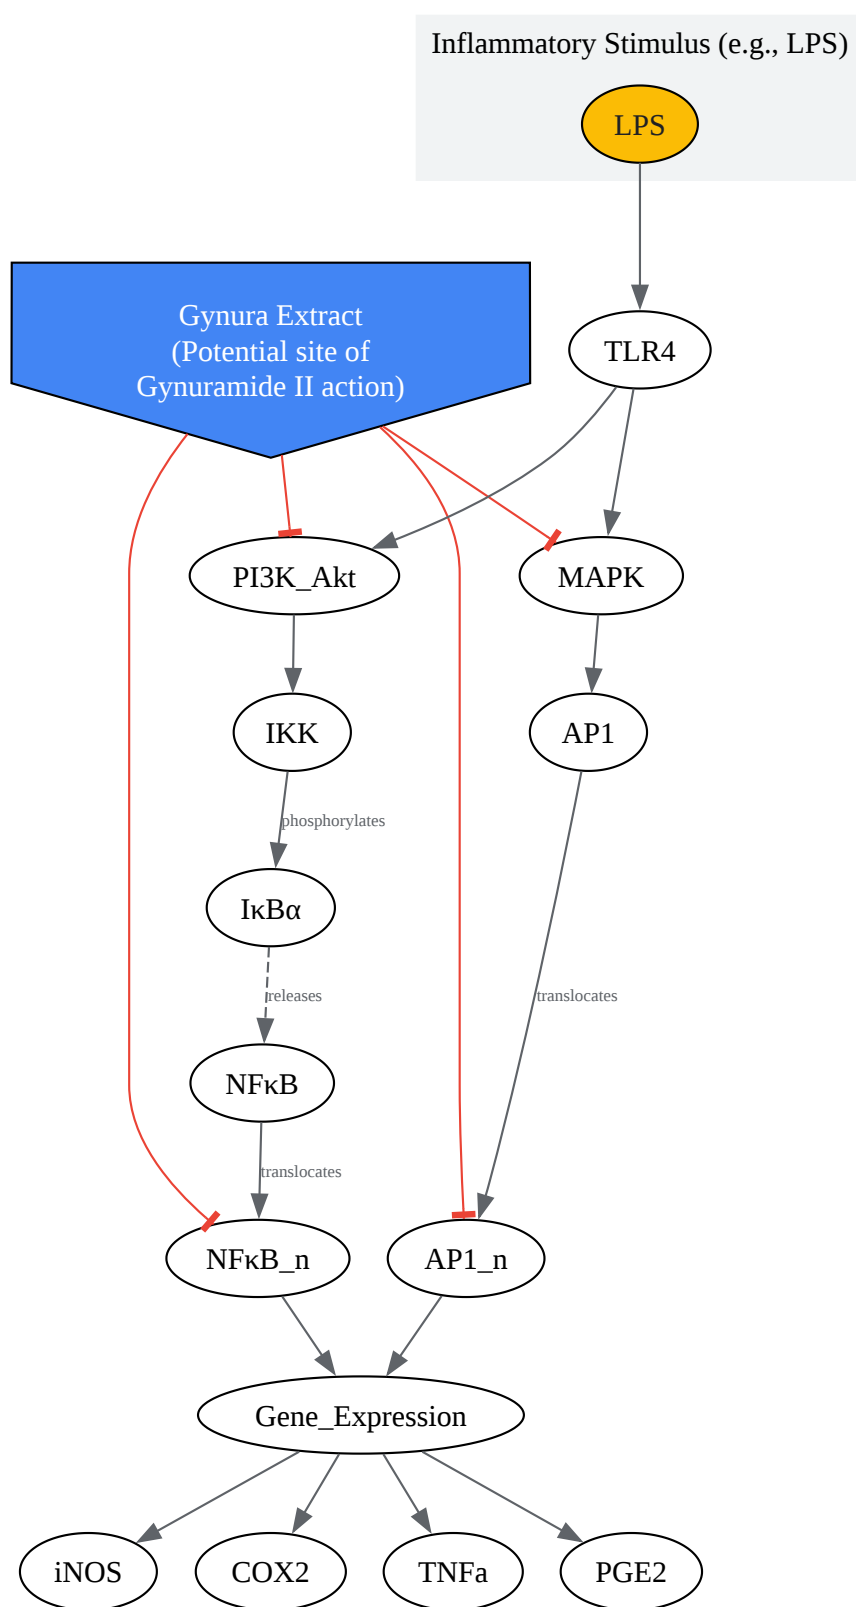 Inflammatory Stimulus (e.g., LPS)
LPS
Gynura Extract
(Potential site of
Gynuramide II action)
TLR4
PI3K_Akt
MAPK
IKK
AP1
phosphorylates
IκBα
releases
translocates
NFκB
translocates
NFκB_n
AP1_n
Gene_Expression
iNOS
COX2
TNFa
PGE2